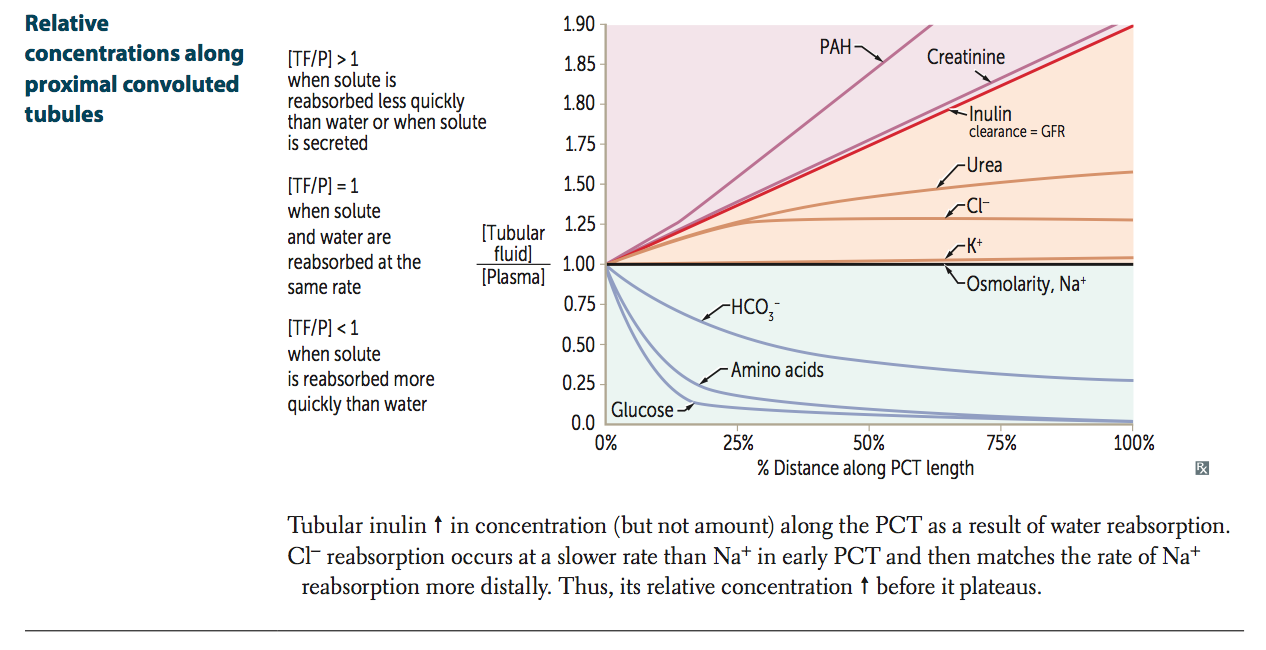 Relative
concentrations along
proximal convoluted
tubules
[TF/P] > 1
when solute is
reabsorbed less quickly
than water or when solute
is secreted
[TF/P] = 1
when solute
and water are
reabsorbed at the
same rate
[TF/P] < 1
when solute
is reabsorbed more
quickly than water
[Tubular
fluid]
[Plasma]
1.90
1.85
1.80
1.75
1.50
1.25
1.00
0.75
0.50
0.25
0.0
PAH
Creatinine
Inulin
clearance = GFR
Urea
Cl⁻
K⁺
Osmolarity, Na⁺
HCO₃⁻
Amino acids
Glucose
0%
25%
50%
75%
100%
% Distance along PCT length
Rx
Tubular inulin ↑ in concentration (but not amount) along the PCT as a result of water reabsorption.
Cl⁻ reabsorption occurs at a slower rate than Na⁺ in early PCT and then matches the rate of Na⁺
reabsorption more distally. Thus, its relative concentration ↑ before it plateaus.